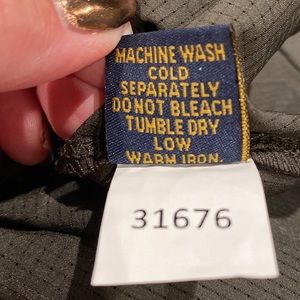 MACHINE WASH
COLD
SEPARATELY
DO NOT BLEACH
TUMBLE DRY
LOW
WARM IRON.
31676